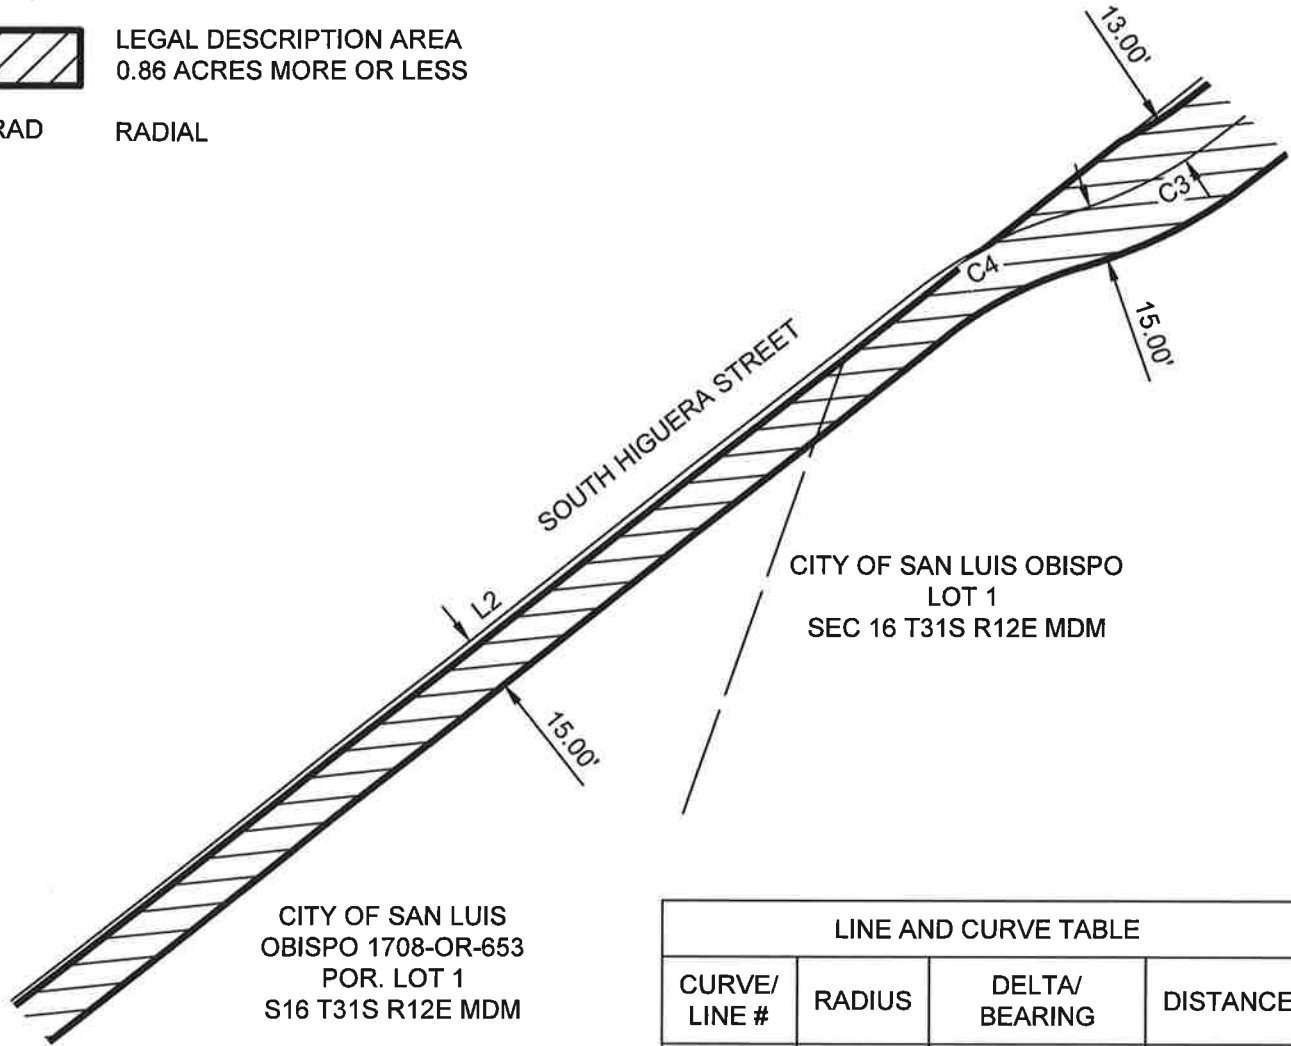 LEGAL DESCRIPTION AREA
0.86 ACRES MORE OR LESS
RAD RADIAL
13.00'
C3
C4
15.00'
SOUTH HIGUERA STREET
CITY OF SAN LUIS OBISPO
LOT 1
SEC 16 T31S R12E MDM
L2
15.00'
CITY OF SAN LUIS
OBISPO 1708-OR-653
POR. LOT 1
S16 T31S R12E MDM
LINE AND CURVE TABLE
CURVE/
LINE #
RADIUS
DELTA/
BEARING
DISTANCE